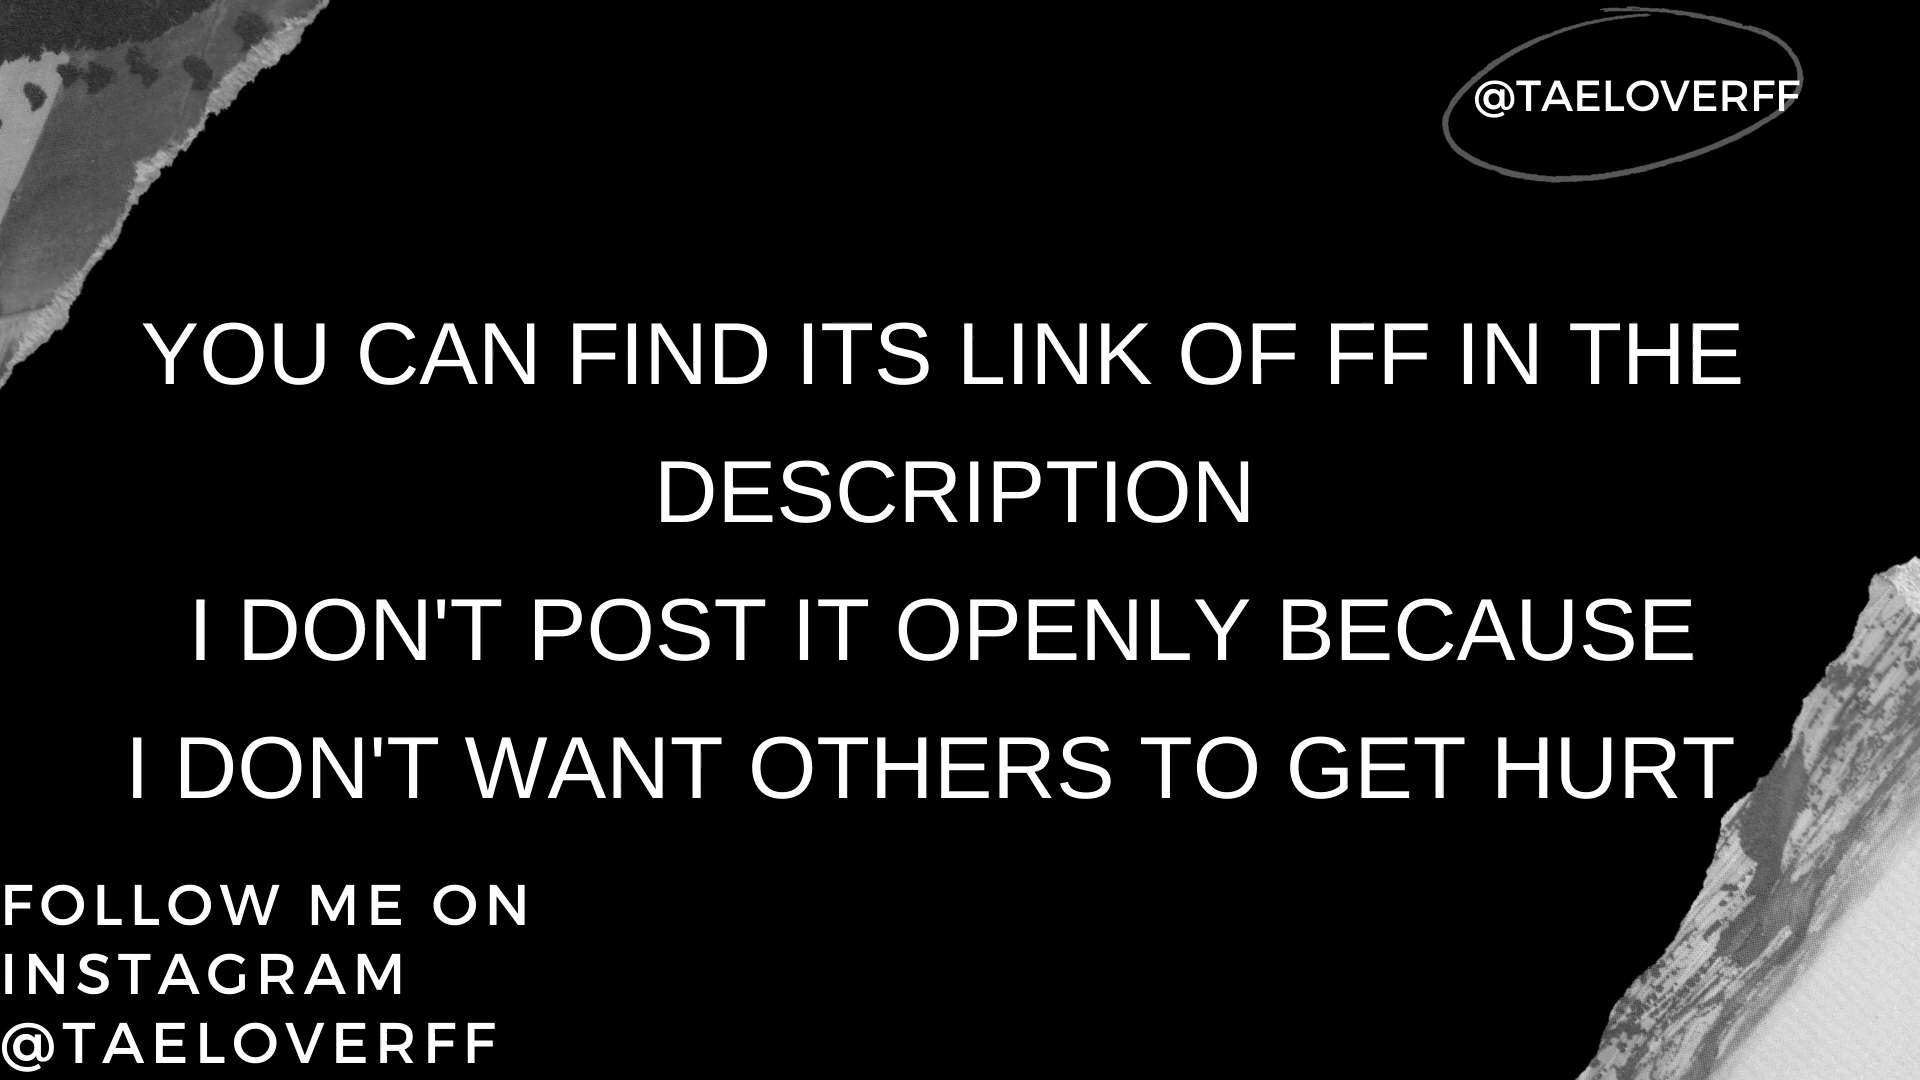 @TAELOVERFF
YOU CAN FIND ITS LINK OF FF IN THE
DESCRIPTION
I DON'T POST IT OPENLY BECAUSE
I DON'T WANT OTHERS TO GET HURT
FOLLOW ME ON
INSTAGRAM
@TAELOVERFF